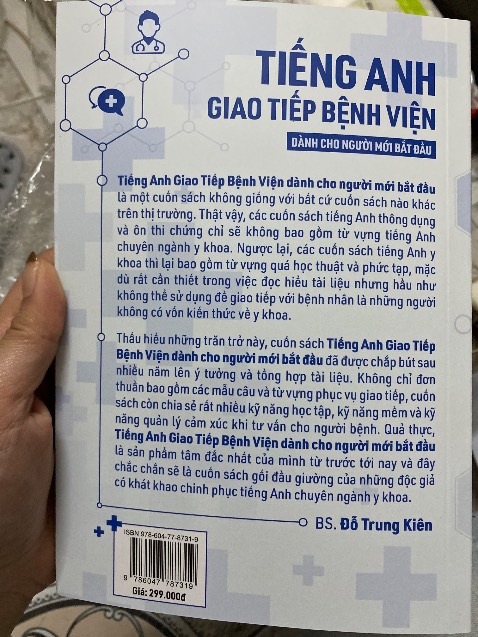 TIẾNG ANH
GIAO TIẾP BỆNH VIỆN
DÀNH CHO NGƯỜI MỚI BẮT ĐẦU
Tiếng Anh Giao Tiếp Bệnh Viện dành cho người mới bắt đầu
là một cuốn sách không giống với bất cứ cuốn sách nào khác
trên thị trường. Thật vậy, các cuốn sách tiếng Anh thông dụng
và ôn thi chứng chỉ sẽ không bao gồm từ vựng tiếng Anh
chuyên ngành y khoa. Ngược lại, các cuốn sách tiếng Anh y
khoa thì lại bao gồm từ vựng quá học thuật và phức tạp, mặc
dù rất cần thiết trong việc đọc hiểu tài liệu nhưng hầu như
không thể sử dụng để giao tiếp với bệnh nhân là những người
không có vốn kiến thức về y khoa.
Thấu hiểu những trăn trở này, cuốn sách Tiếng Anh Giao Tiếp
Bệnh Viện dành cho người mới bắt đầu đã được chấp bút sau
nhiều năm lên ý tưởng và tổng hợp tài liệu. Không chỉ đơn
thuần bao gồm các mẫu câu và từ vựng phục vụ giao tiếp, cuốn
sách còn chia sẻ rất nhiều kỹ năng học tập, kỹ năng mềm và kỹ
năng quản lý cảm xúc khi tư vấn cho người bệnh. Quả thực,
Tiếng Anh Giao Tiếp Bệnh Viện dành cho người mới bắt đầu
là sản phẩm tâm đắc nhất của mình từ trước tới nay và đây
chắc chắn sẽ là cuốn sách gối đầu giường của những độc giả
có khát khao chinh phục tiếng Anh chuyên ngành y khoa.
BS. Đỗ Trung Kiên
ISBN 978-604-77-8731-9
9 786047 787319
Giá: 299.000đ